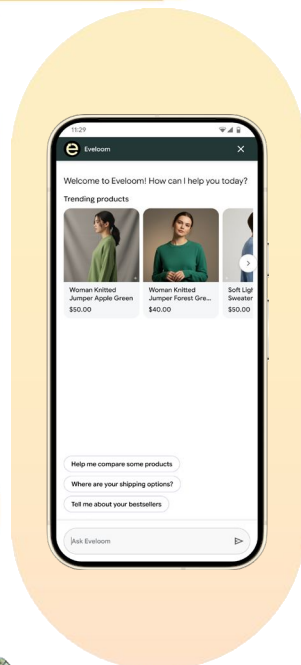 11:29
e Eveloom
Welcome to Eveloom! How can I help you today?
Trending products
Woman Knitted
Jumper Apple Green
$50.00
Woman Knitted
Jumper Forest Gre...
$40.00
Soft Ligh
Sweater
$50.00
Help me compare some products
Where are your shipping options?
Tell me about your bestsellers
Ask Eveloom